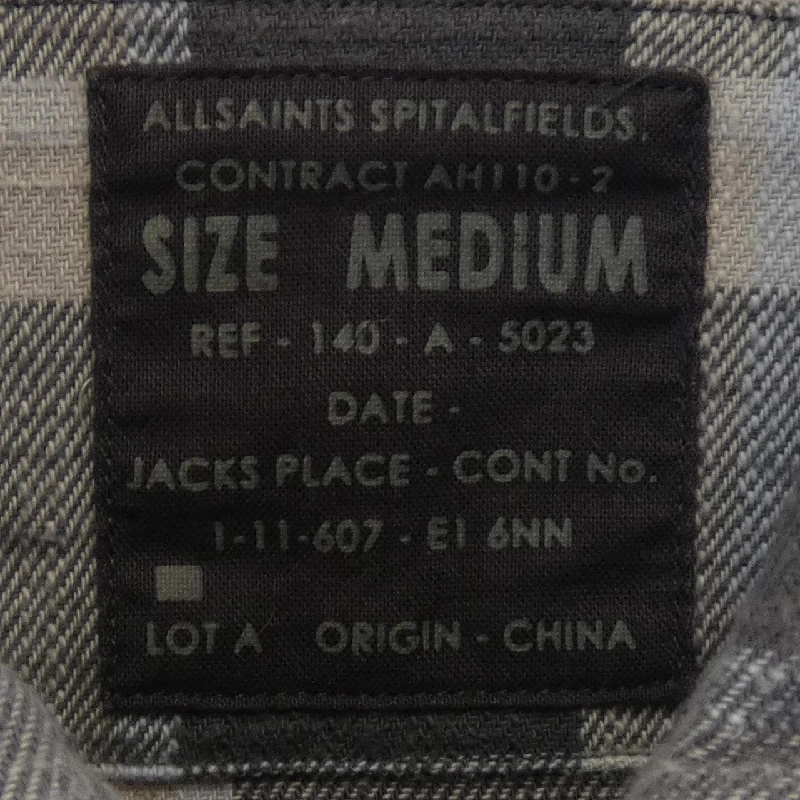 ALLSAINTS SPITALFIELDS.
CONTRACT AH110-2
SIZE MEDIUM
REF - 140 - A - 5023
DATE -
JACKS PLACE - CONT No.
1-11-607 - E1 6NN
LOT A ORIGIN - CHINA